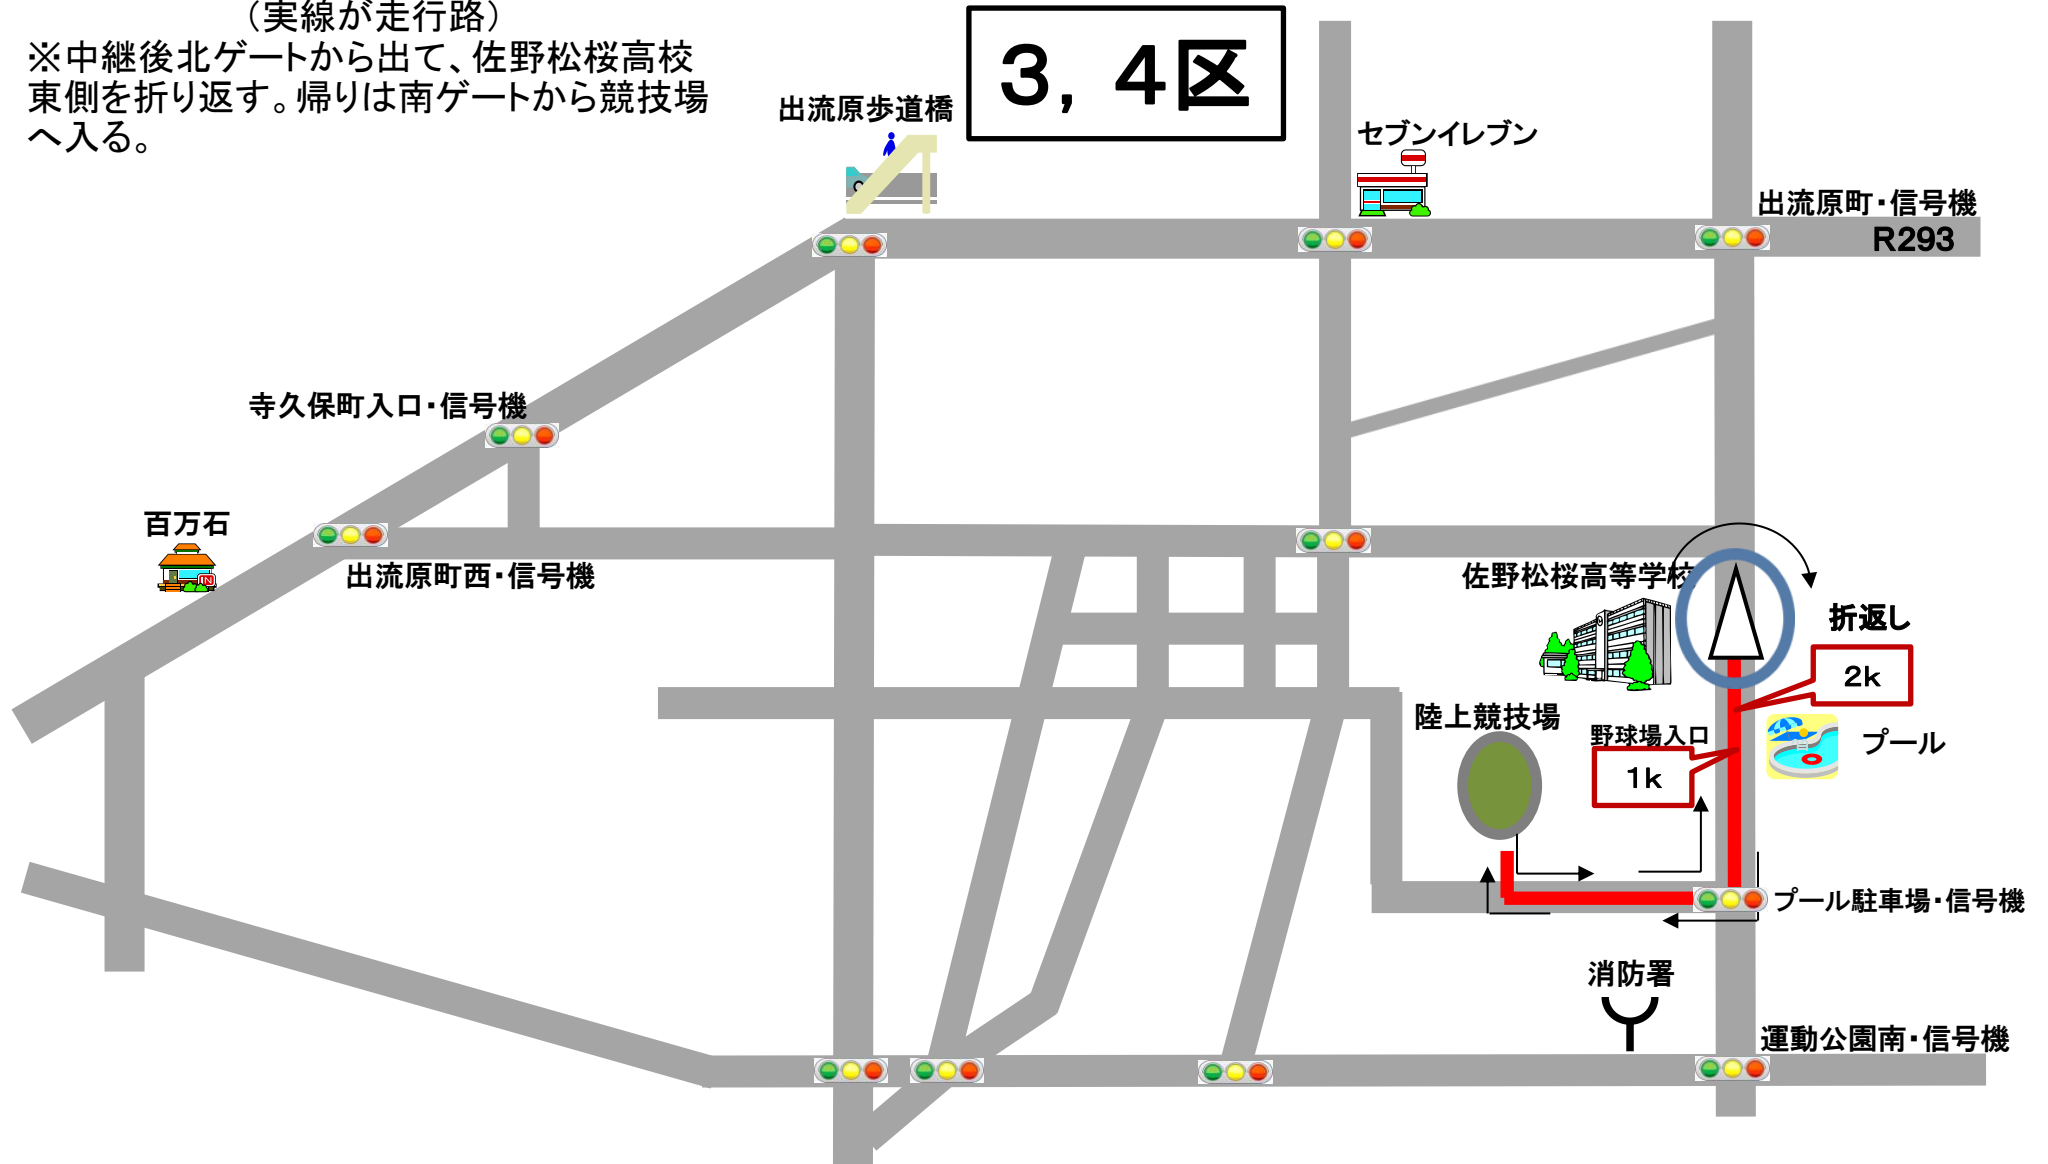 （実線が走行路）
※中継後北ゲートから出て、佐野松桜高校
東側を折り返す。帰りは南ゲートから競技場
へ入る。
３，４区
出流原歩道橋
セブンイレブン
出流原町・信号機
R293
寺久保町入口・信号機
百万石
IN
出流原町西・信号機
佐野松桜高等学校
折返し
2k
陸上競技場
野球場入口
プール
1k
プール駐車場・信号機
消防署
運動公園南・信号機